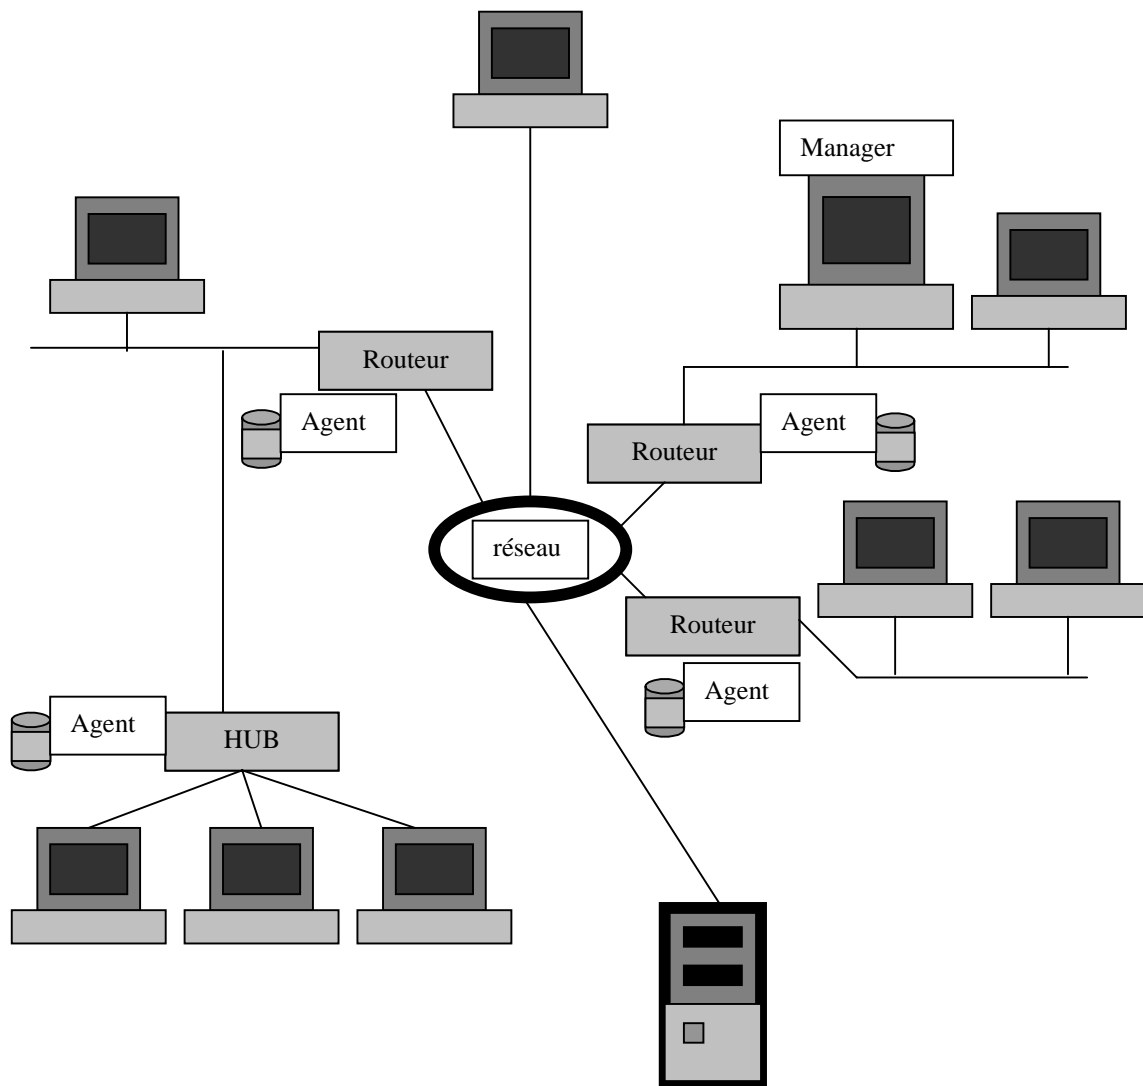 Manager
Routeur
Agent
Agent
Routeur
réseau
Routeur
Agent
Agent
HUB